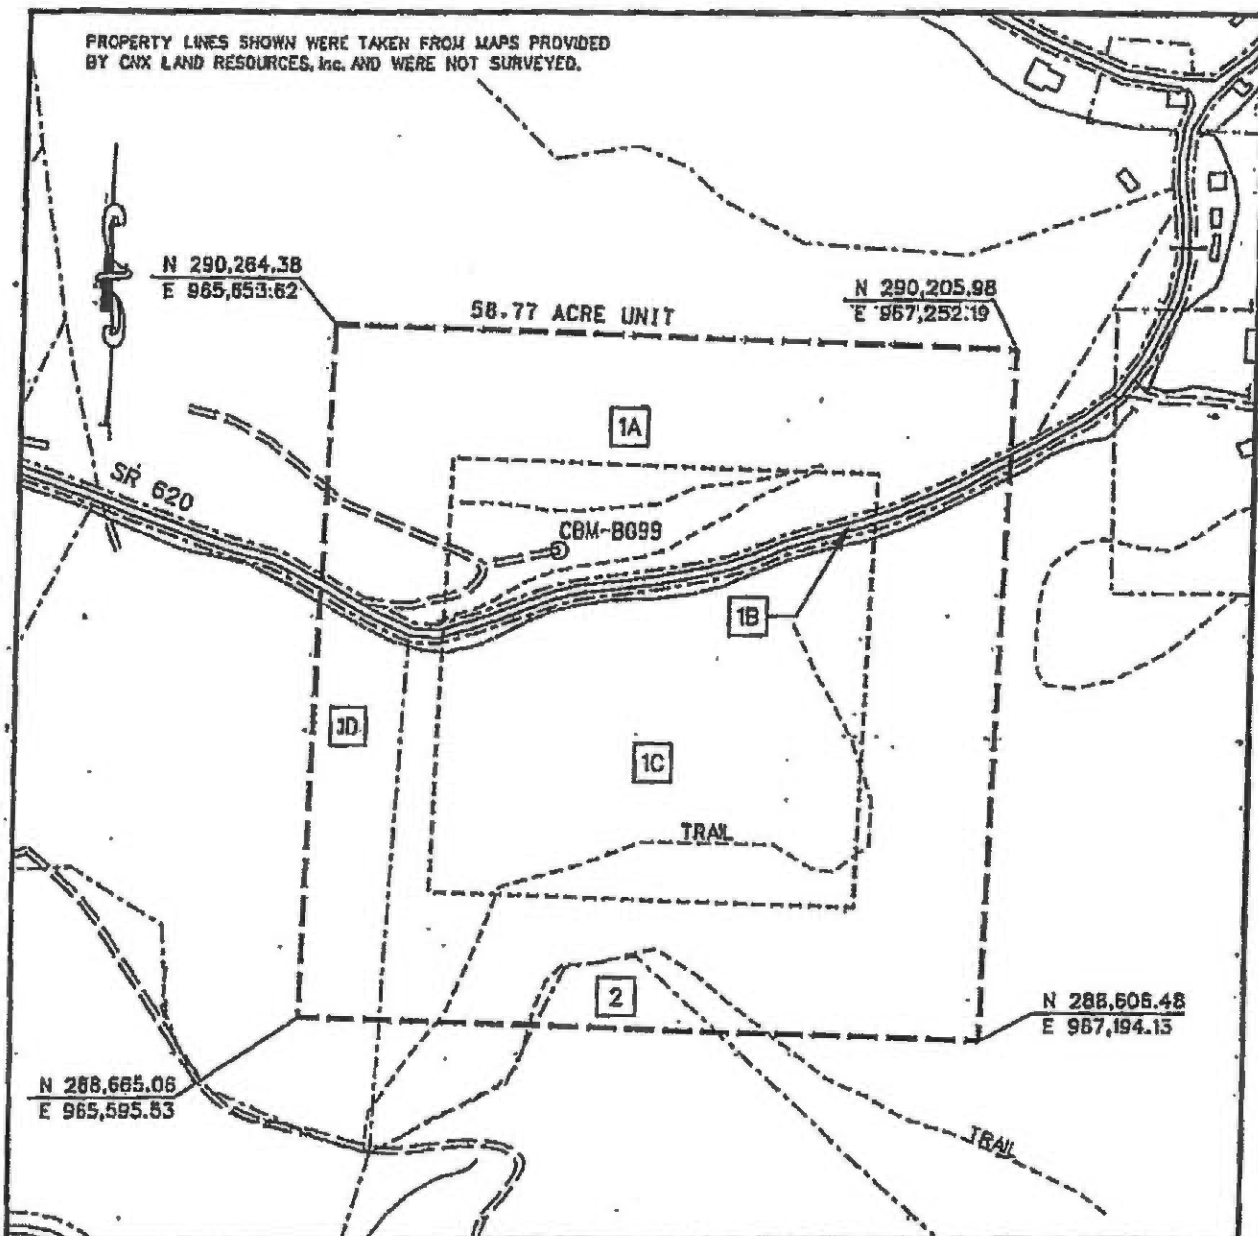 PROPERTY LINES SHOWN WERE TAKEN FROM MAPS PROVIDED
BY CNX LAND RESOURCES, Inc. AND WERE NOT SURVEYED.
N 290,264.38
E 965,653.62
58.77 ACRE UNIT
N 290,205.98
E 967,252.19
1A
SR 620
CBM-B099
1B
1D
1C
TRAIL
2
N 288,606.48
E 967,194.13
N 288,665.06
E 965,595.53
TRAIL